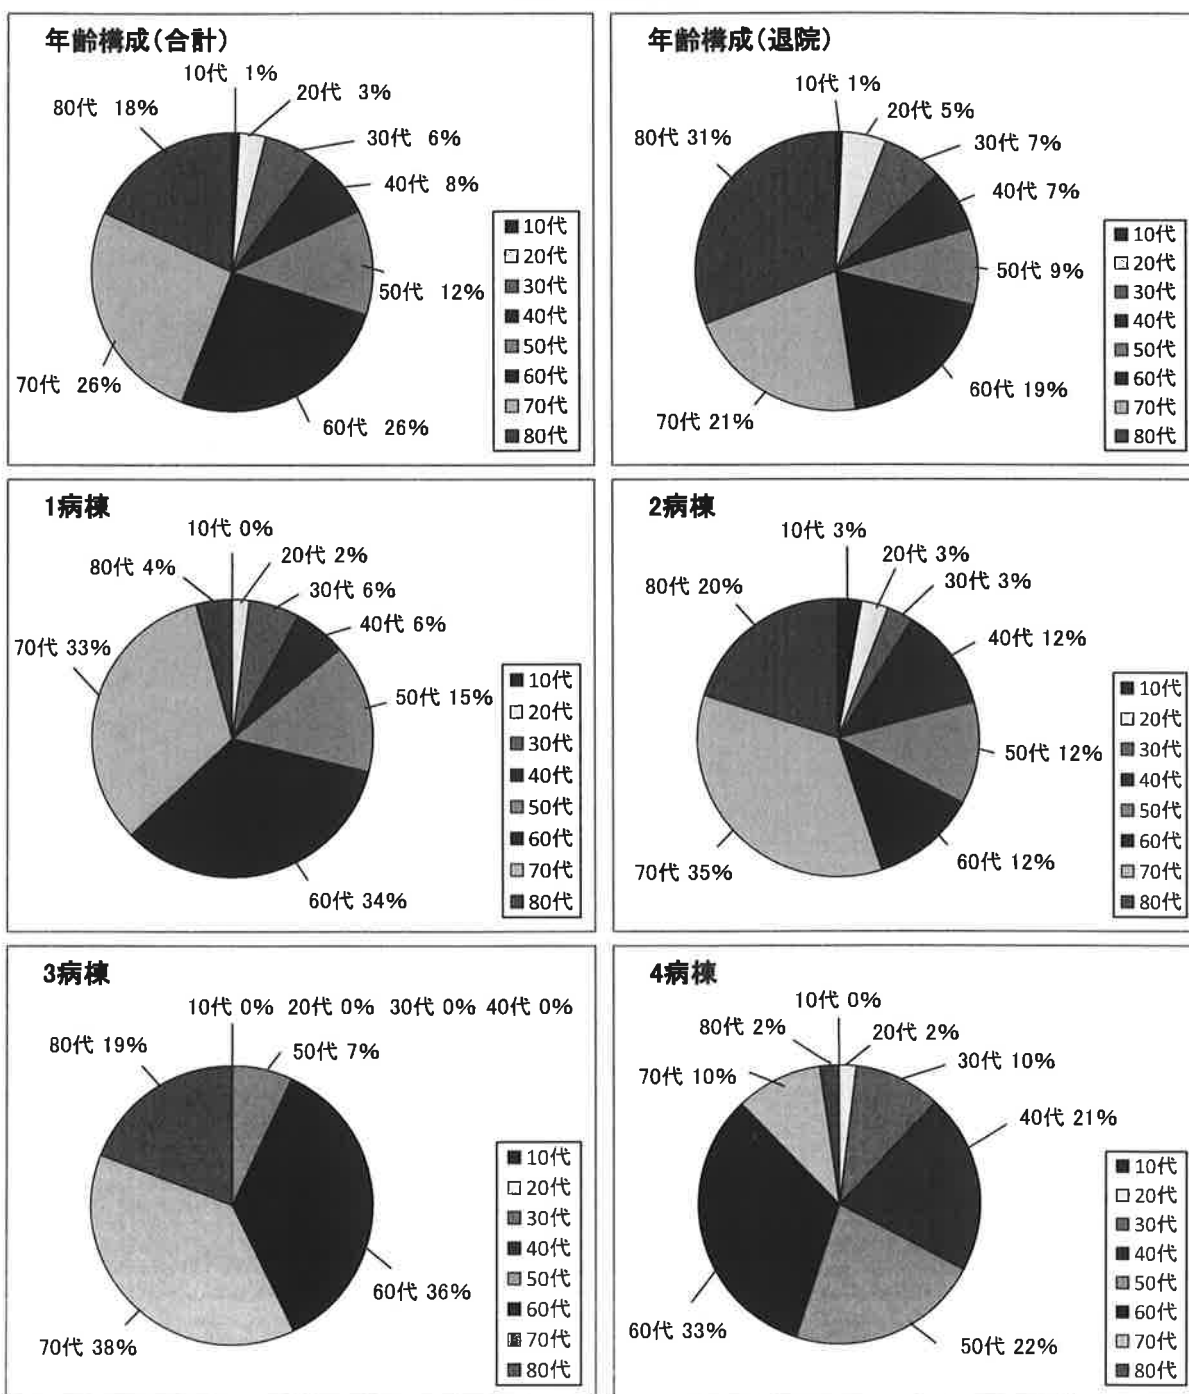 年齢構成(合計)
10代 1%
20代 3%
30代 6%
40代 8%
50代 12%
60代 26%
70代 26%
80代 18%
10代
20代
30代
40代
50代
60代
70代
80代
年齢構成(退院)
10代 1%
20代 5%
30代 7%
40代 7%
50代 9%
60代 19%
70代 21%
80代 31%
10代
20代
30代
40代
50代
60代
70代
80代
1病棟
10代 0%
20代 2%
30代 6%
40代 6%
50代 15%
60代 34%
70代 33%
80代 4%
10代
20代
30代
40代
50代
60代
70代
80代
2病棟
10代 3%
20代 3%
30代 3%
40代 12%
50代 12%
60代 12%
70代 35%
80代 20%
10代
20代
30代
40代
50代
60代
70代
80代
3病棟
10代 0% 20代 0% 30代 0% 40代 0%
50代 7%
60代 36%
70代 38%
80代 19%
10代
20代
30代
40代
50代
60代
70代
80代
4病棟
10代 0%
20代 2%
30代 10%
40代 21%
50代 22%
60代 33%
70代 10%
80代 2%
10代
20代
30代
40代
50代
60代
70代
80代